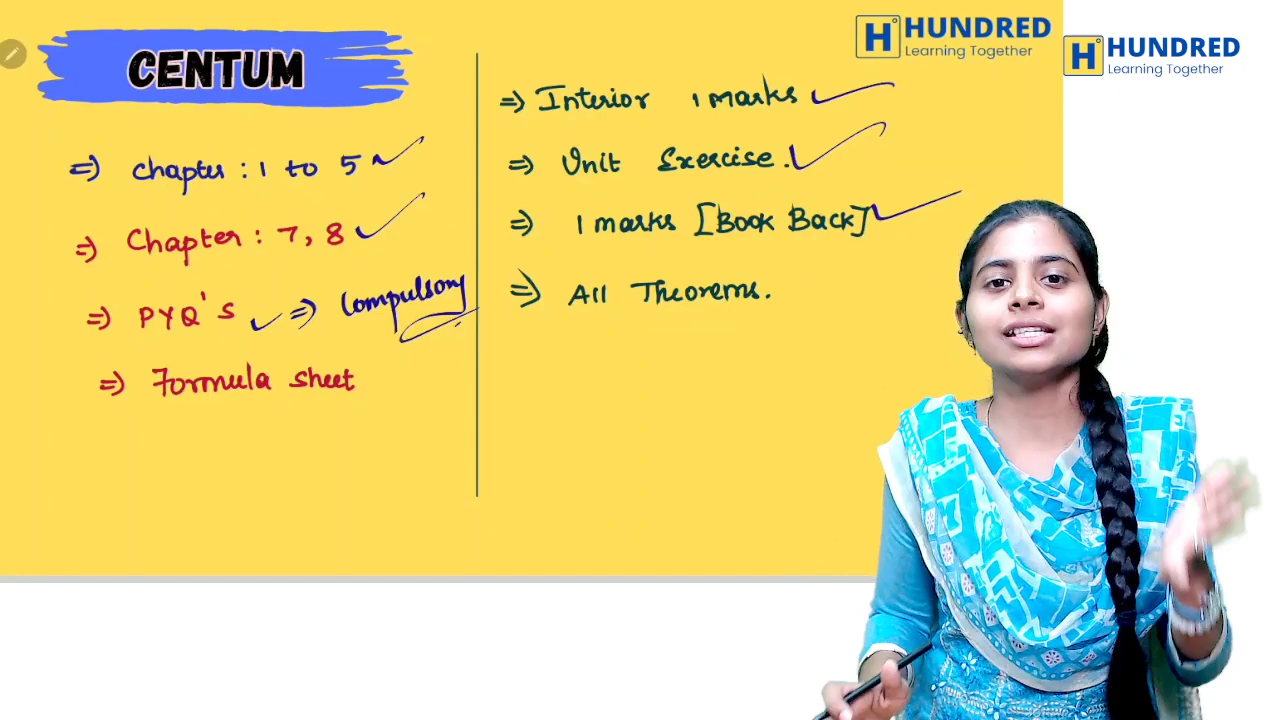 CENTUM
⇒ Chapter : 1 to 5 ✓
⇒ Chapter : 7, 8 ✓
⇒ PYQ'S ✓ ⇒ Compulsory
⇒ Formula sheet
⇒ Interior 1 marks ✓
⇒ Unit Exercise. ✓
⇒ 1 marks [Book Back] ✓
⇒ All Theorems.
H° HUNDRED
Learning Together
H° HUNDRED
Learning Together